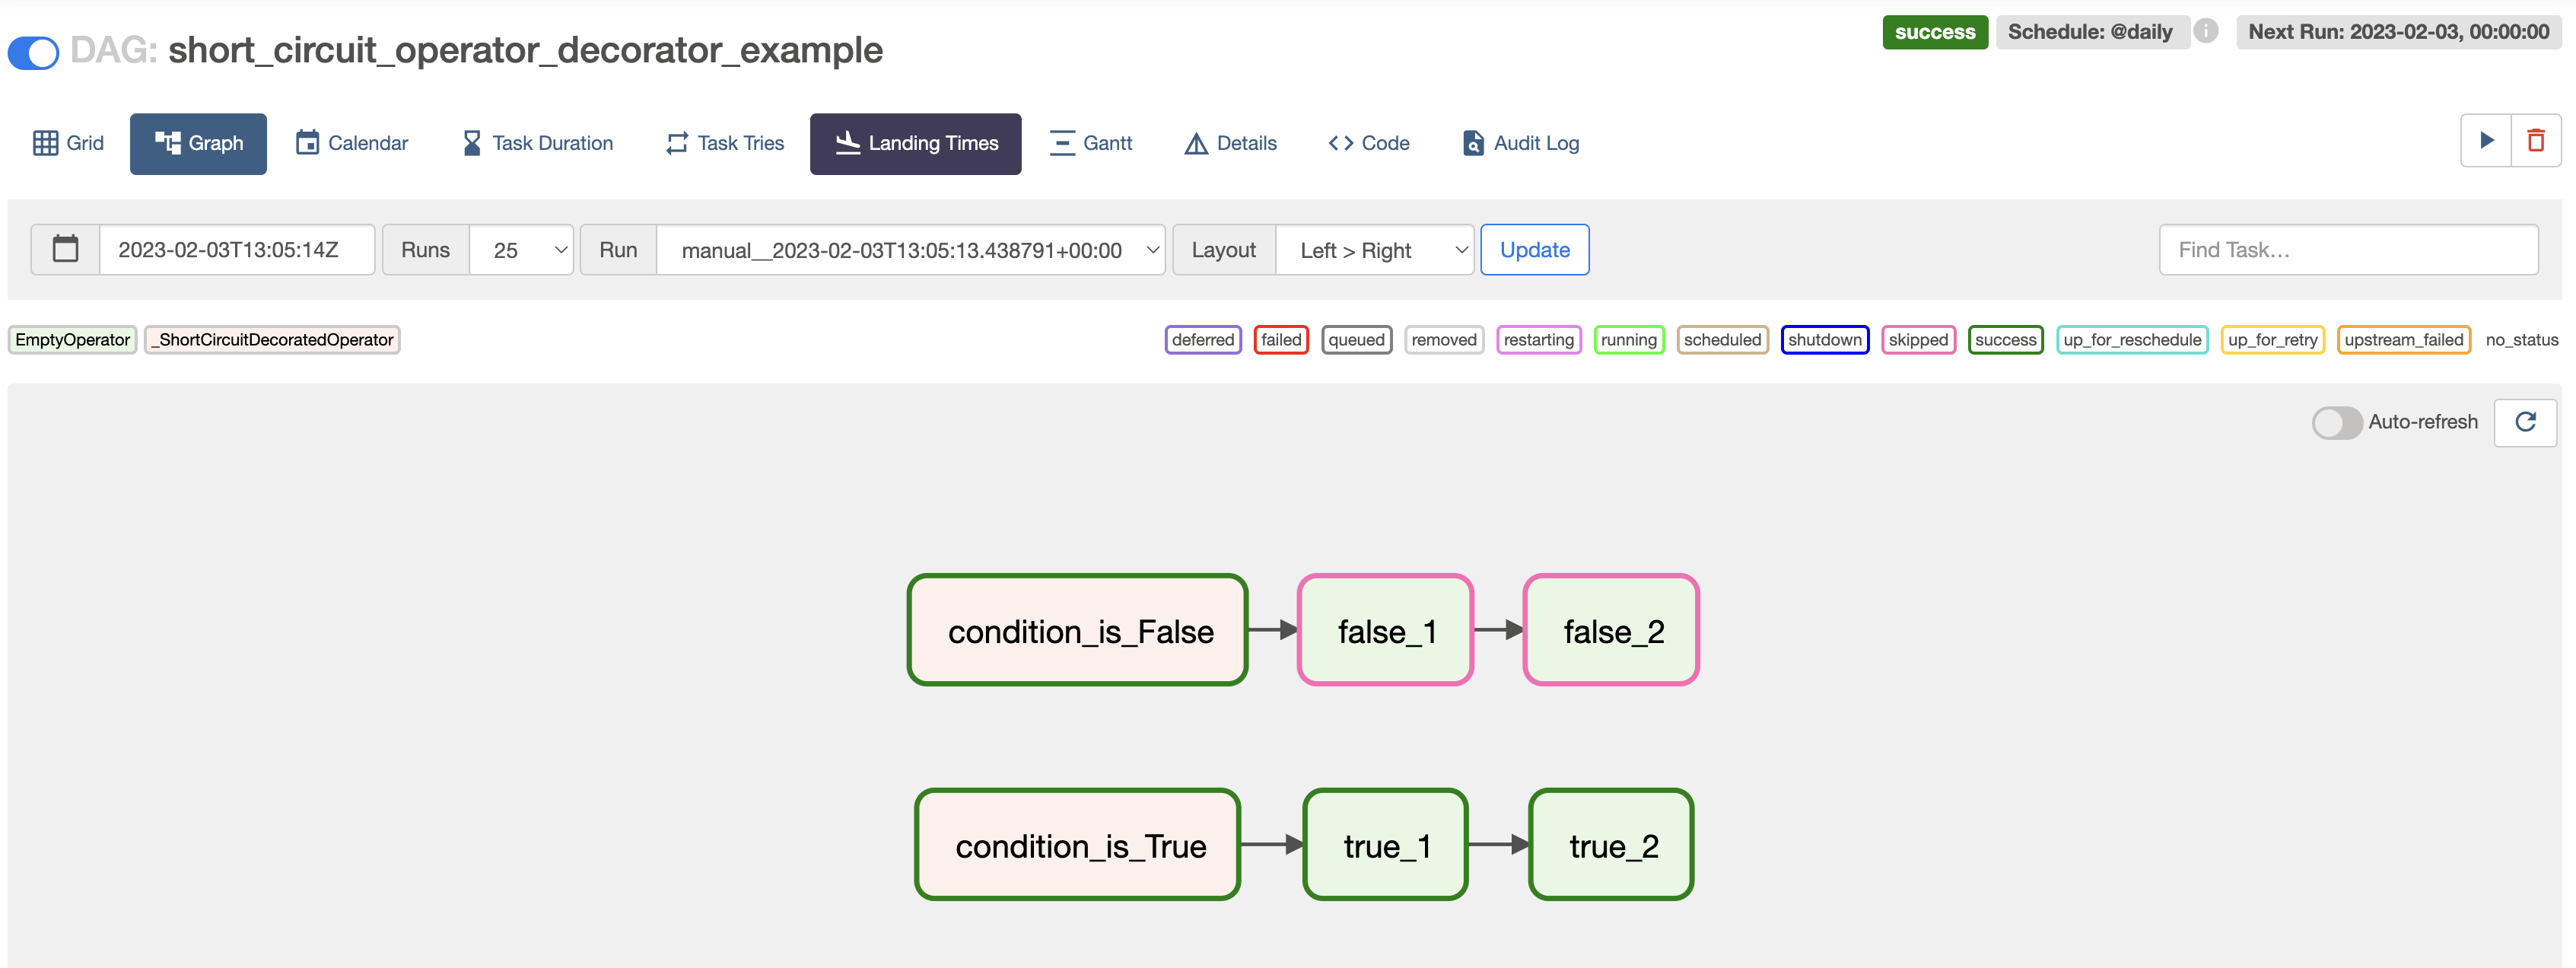 DAG: short_circuit_operator_decorator_example
success Schedule: @daily i Next Run: 2023-02-03, 00:00:00
Grid Graph Calendar Task Duration Task Tries Landing Times Gantt Details Code Audit Log
2023-02-03T13:05:14Z Runs 25 Run manual__2023-02-03T13:05:13.438791+00:00 Layout Left > Right Update Find Task...
EmptyOperator _ShortCircuitDecoratedOperator deferred failed queued removed restarting running scheduled shutdown skipped success up_for_reschedule up_for_retry upstream_failed no_status
Auto-refresh
condition_is_False false_1 false_2
condition_is_True true_1 true_2